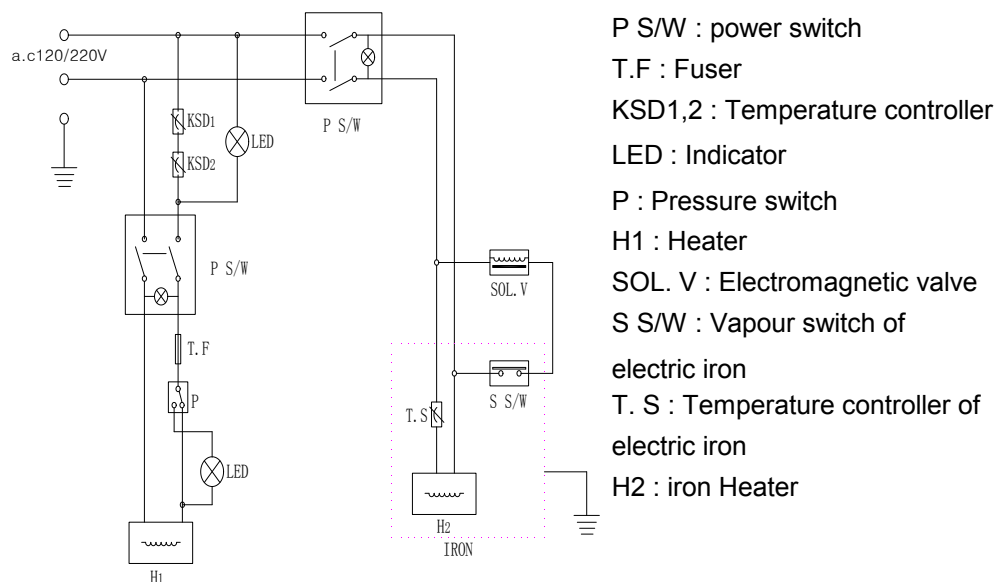 a.c120/220V
KSD1
KSD2
LED
P S/W
P S/W
T.F
P
LED
H1
SOL.V
S S/W
T.S
H2
IRON
P S/W : power switch
T.F : Fuser
KSD1,2 : Temperature controller
LED : Indicator
P : Pressure switch
H1 : Heater
SOL. V : Electromagnetic valve
S S/W : Vapour switch of
electric iron
T. S : Temperature controller of
electric iron
H2 : iron Heater